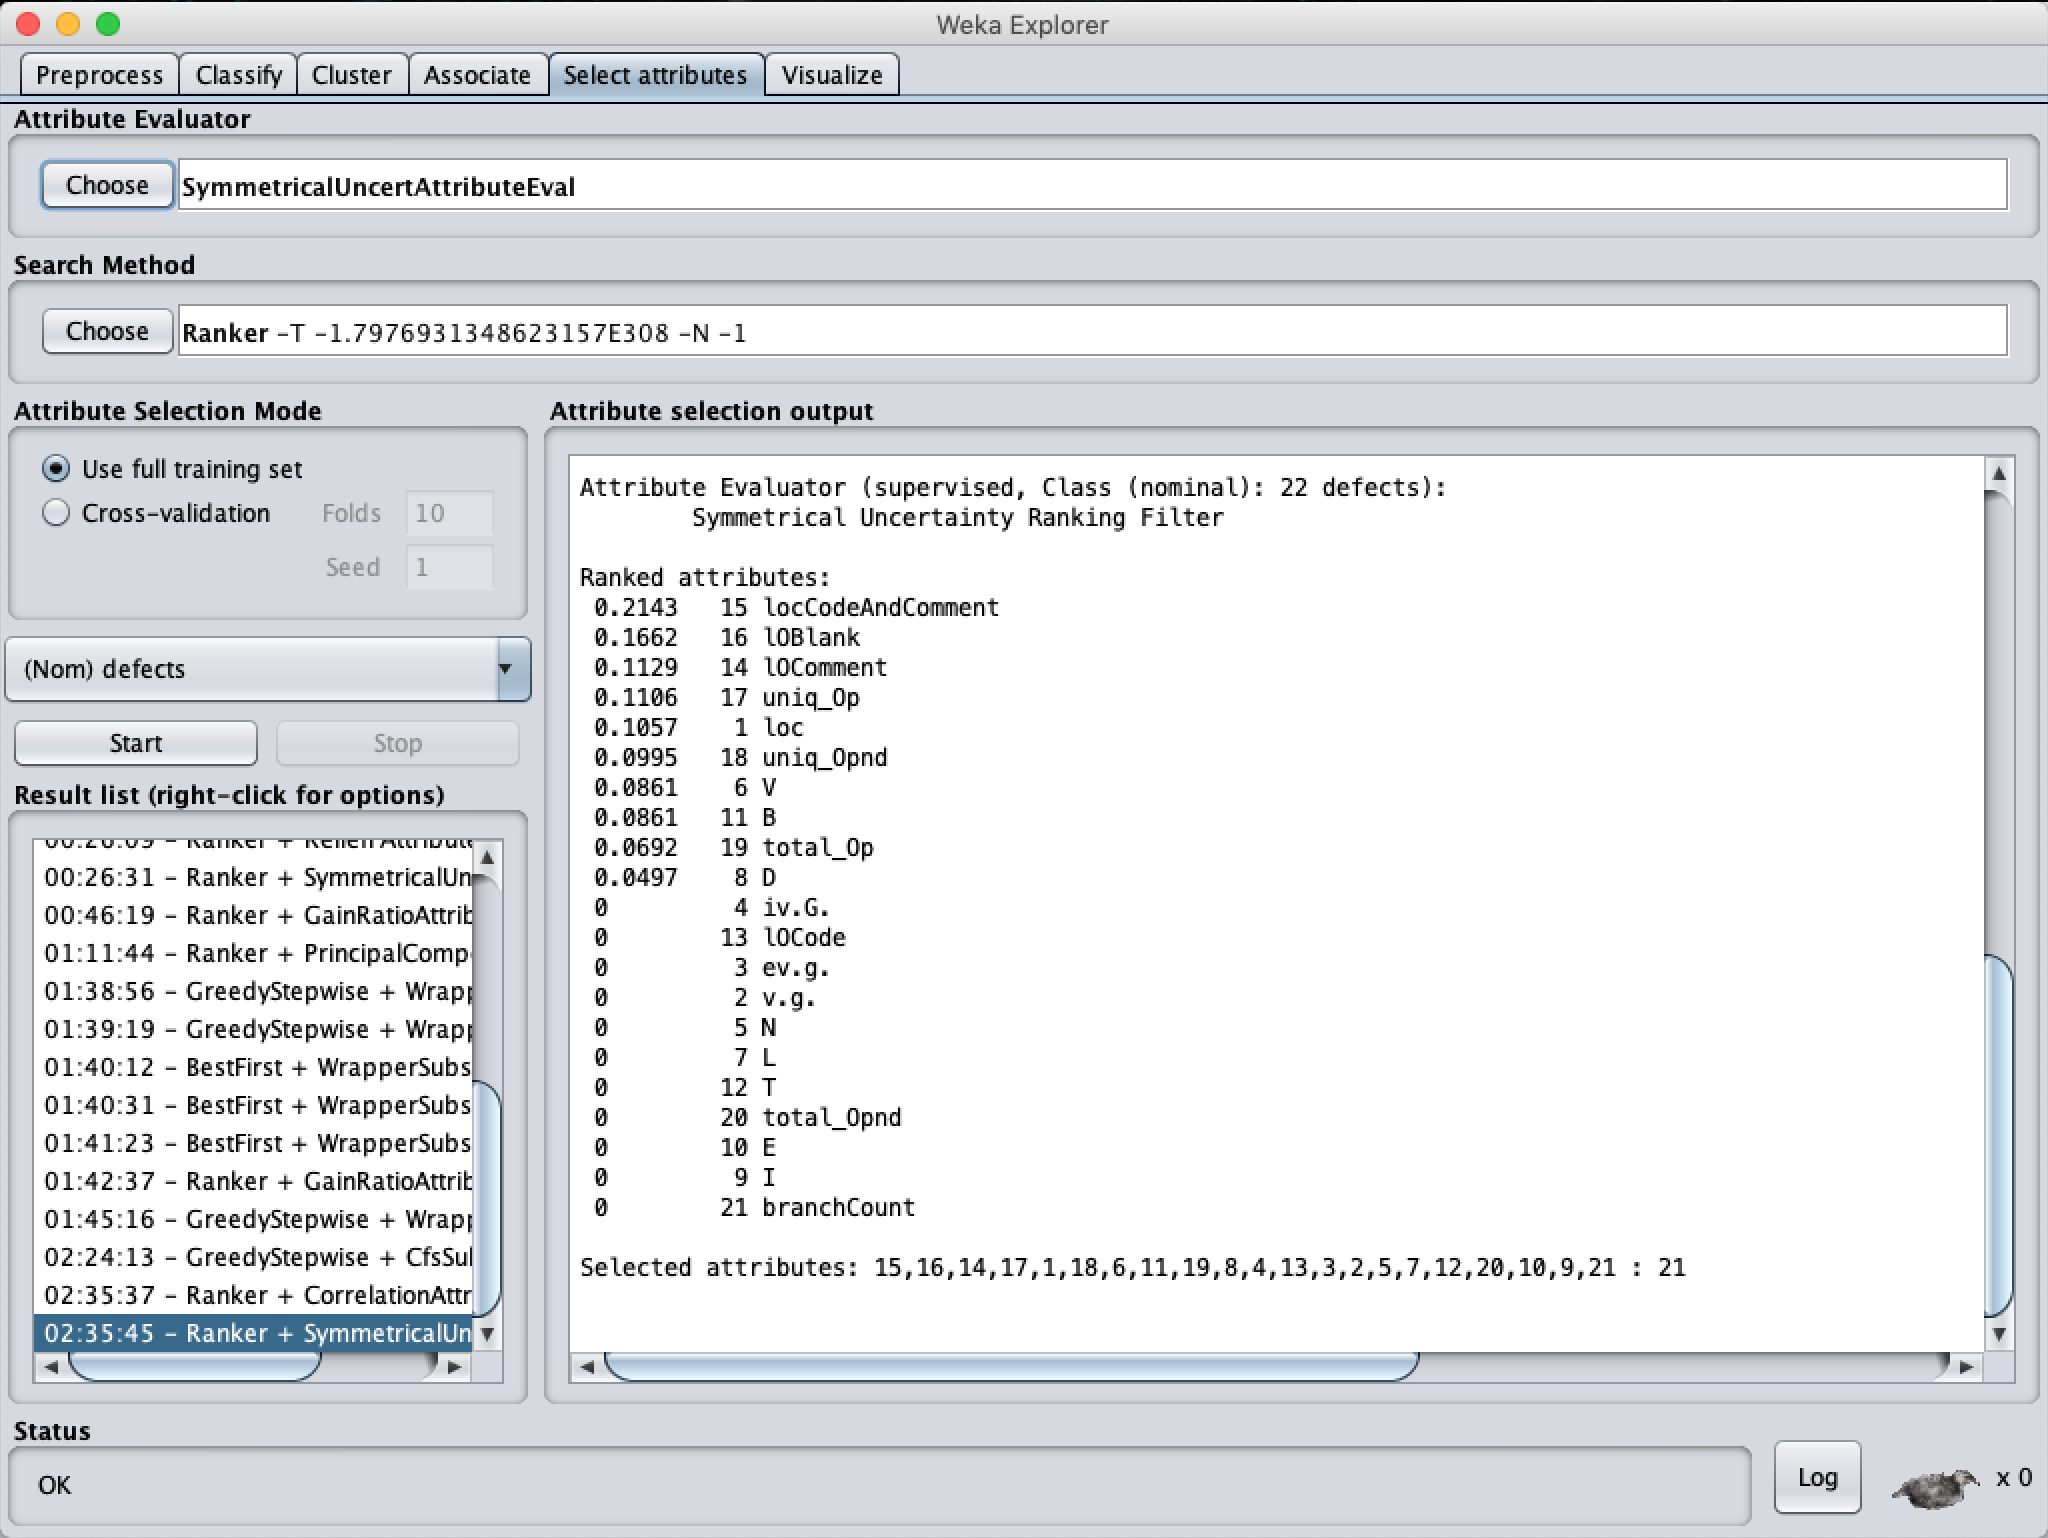 Weka Explorer
Preprocess Classify Cluster Associate Select attributes Visualize
Attribute Evaluator
Choose SymmetricalUncertAttributeEval
Search Method
Choose Ranker -T -1.7976931348623157E308 -N -1
Attribute Selection Mode
Use full training set
Cross-validation Folds 10
Seed 1
(Nom) defects
Start Stop
Result list (right-click for options)
00:26:31 - Ranker + SymmetricalUn
00:46:19 - Ranker + GainRatioAttrib
01:11:44 - Ranker + PrincipalComp
01:38:56 - GreedyStepwise + Wrapp
01:39:19 - GreedyStepwise + Wrapp
01:40:12 - BestFirst + WrapperSubs
01:40:31 - BestFirst + WrapperSubs
01:41:23 - BestFirst + WrapperSubs
01:42:37 - Ranker + GainRatioAttrib
01:45:16 - GreedyStepwise + Wrapp
02:24:13 - GreedyStepwise + CfsSu
02:35:37 - Ranker + CorrelationAttr
02:35:45 - Ranker + SymmetricalUn
Attribute selection output
Attribute Evaluator (supervised, Class (nominal): 22 defects):
Symmetrical Uncertainty Ranking Filter
Ranked attributes:
0.2143 15 locCodeAndComment
0.1662 16 lOBlank
0.1129 14 lOComment
0.1106 17 uniq_Op
0.1057 1 loc
0.0995 18 uniq_Opnd
0.0861 6 V
0.0861 11 B
0.0692 19 total_Op
0.0497 8 D
0 4 iv.G.
0 13 lOCode
0 3 ev.g.
0 2 v.g.
0 5 N
0 7 L
0 12 T
0 20 total_Opnd
0 10 E
0 9 I
0 21 branchCount
Selected attributes: 15,16,14,17,1,18,6,11,19,8,4,13,3,2,5,7,12,20,10,9,21 : 21
Status
OK
Log x 0